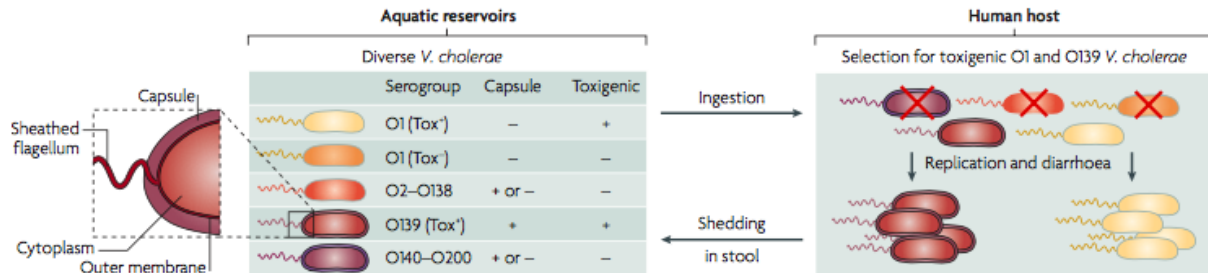 Aquatic reservoirs
Human host
Diverse V. cholerae
Selection for toxigenic O1 and O139 V. cholerae
Capsule
Sheathed
flagellum
Cytoplasm
Outer membrane
Serogroup Capsule Toxigenic
O1 (Tox⁺) – +
O1 (Tox⁻) – –
O2–O138 + or – –
O139 (Tox⁺) + +
O140–O200 + or – –
Ingestion
Shedding
in stool
Replication and diarrhoea